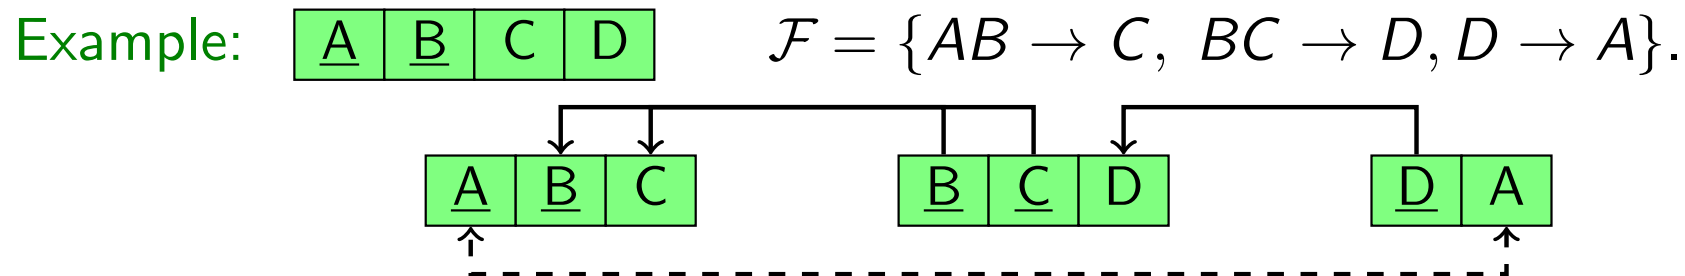 Example: A B C D ℱ = {AB → C, BC → D, D → A}.
A B C B C D D A